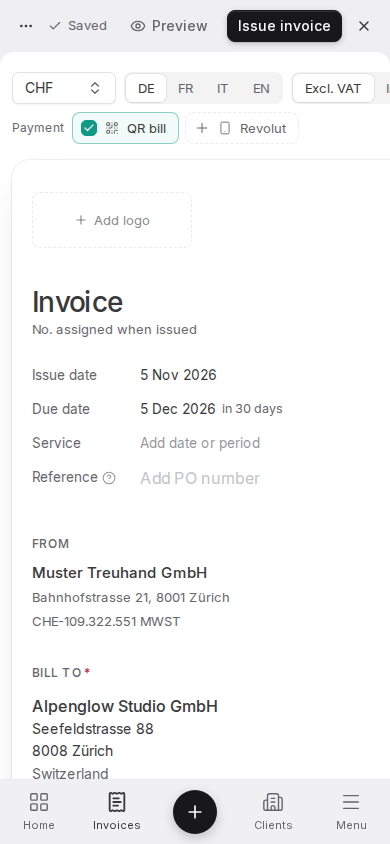 Saved
Preview
Issue invoice
CHF
DE FR IT EN
Excl. VAT
Payment
QR bill
Revolut
Add logo
Invoice
No. assigned when issued
Issue date 5 Nov 2026
Due date 5 Dec 2026 in 30 days
Service Add date or period
Reference Add PO number
FROM
Muster Treuhand GmbH
Bahnhofstrasse 21, 8001 Zürich
CHE-109.322.551 MWST
BILL TO*
Alpenglow Studio GmbH
Seefeldstrasse 88
8008 Zürich
Switzerland
Home Invoices Clients Menu